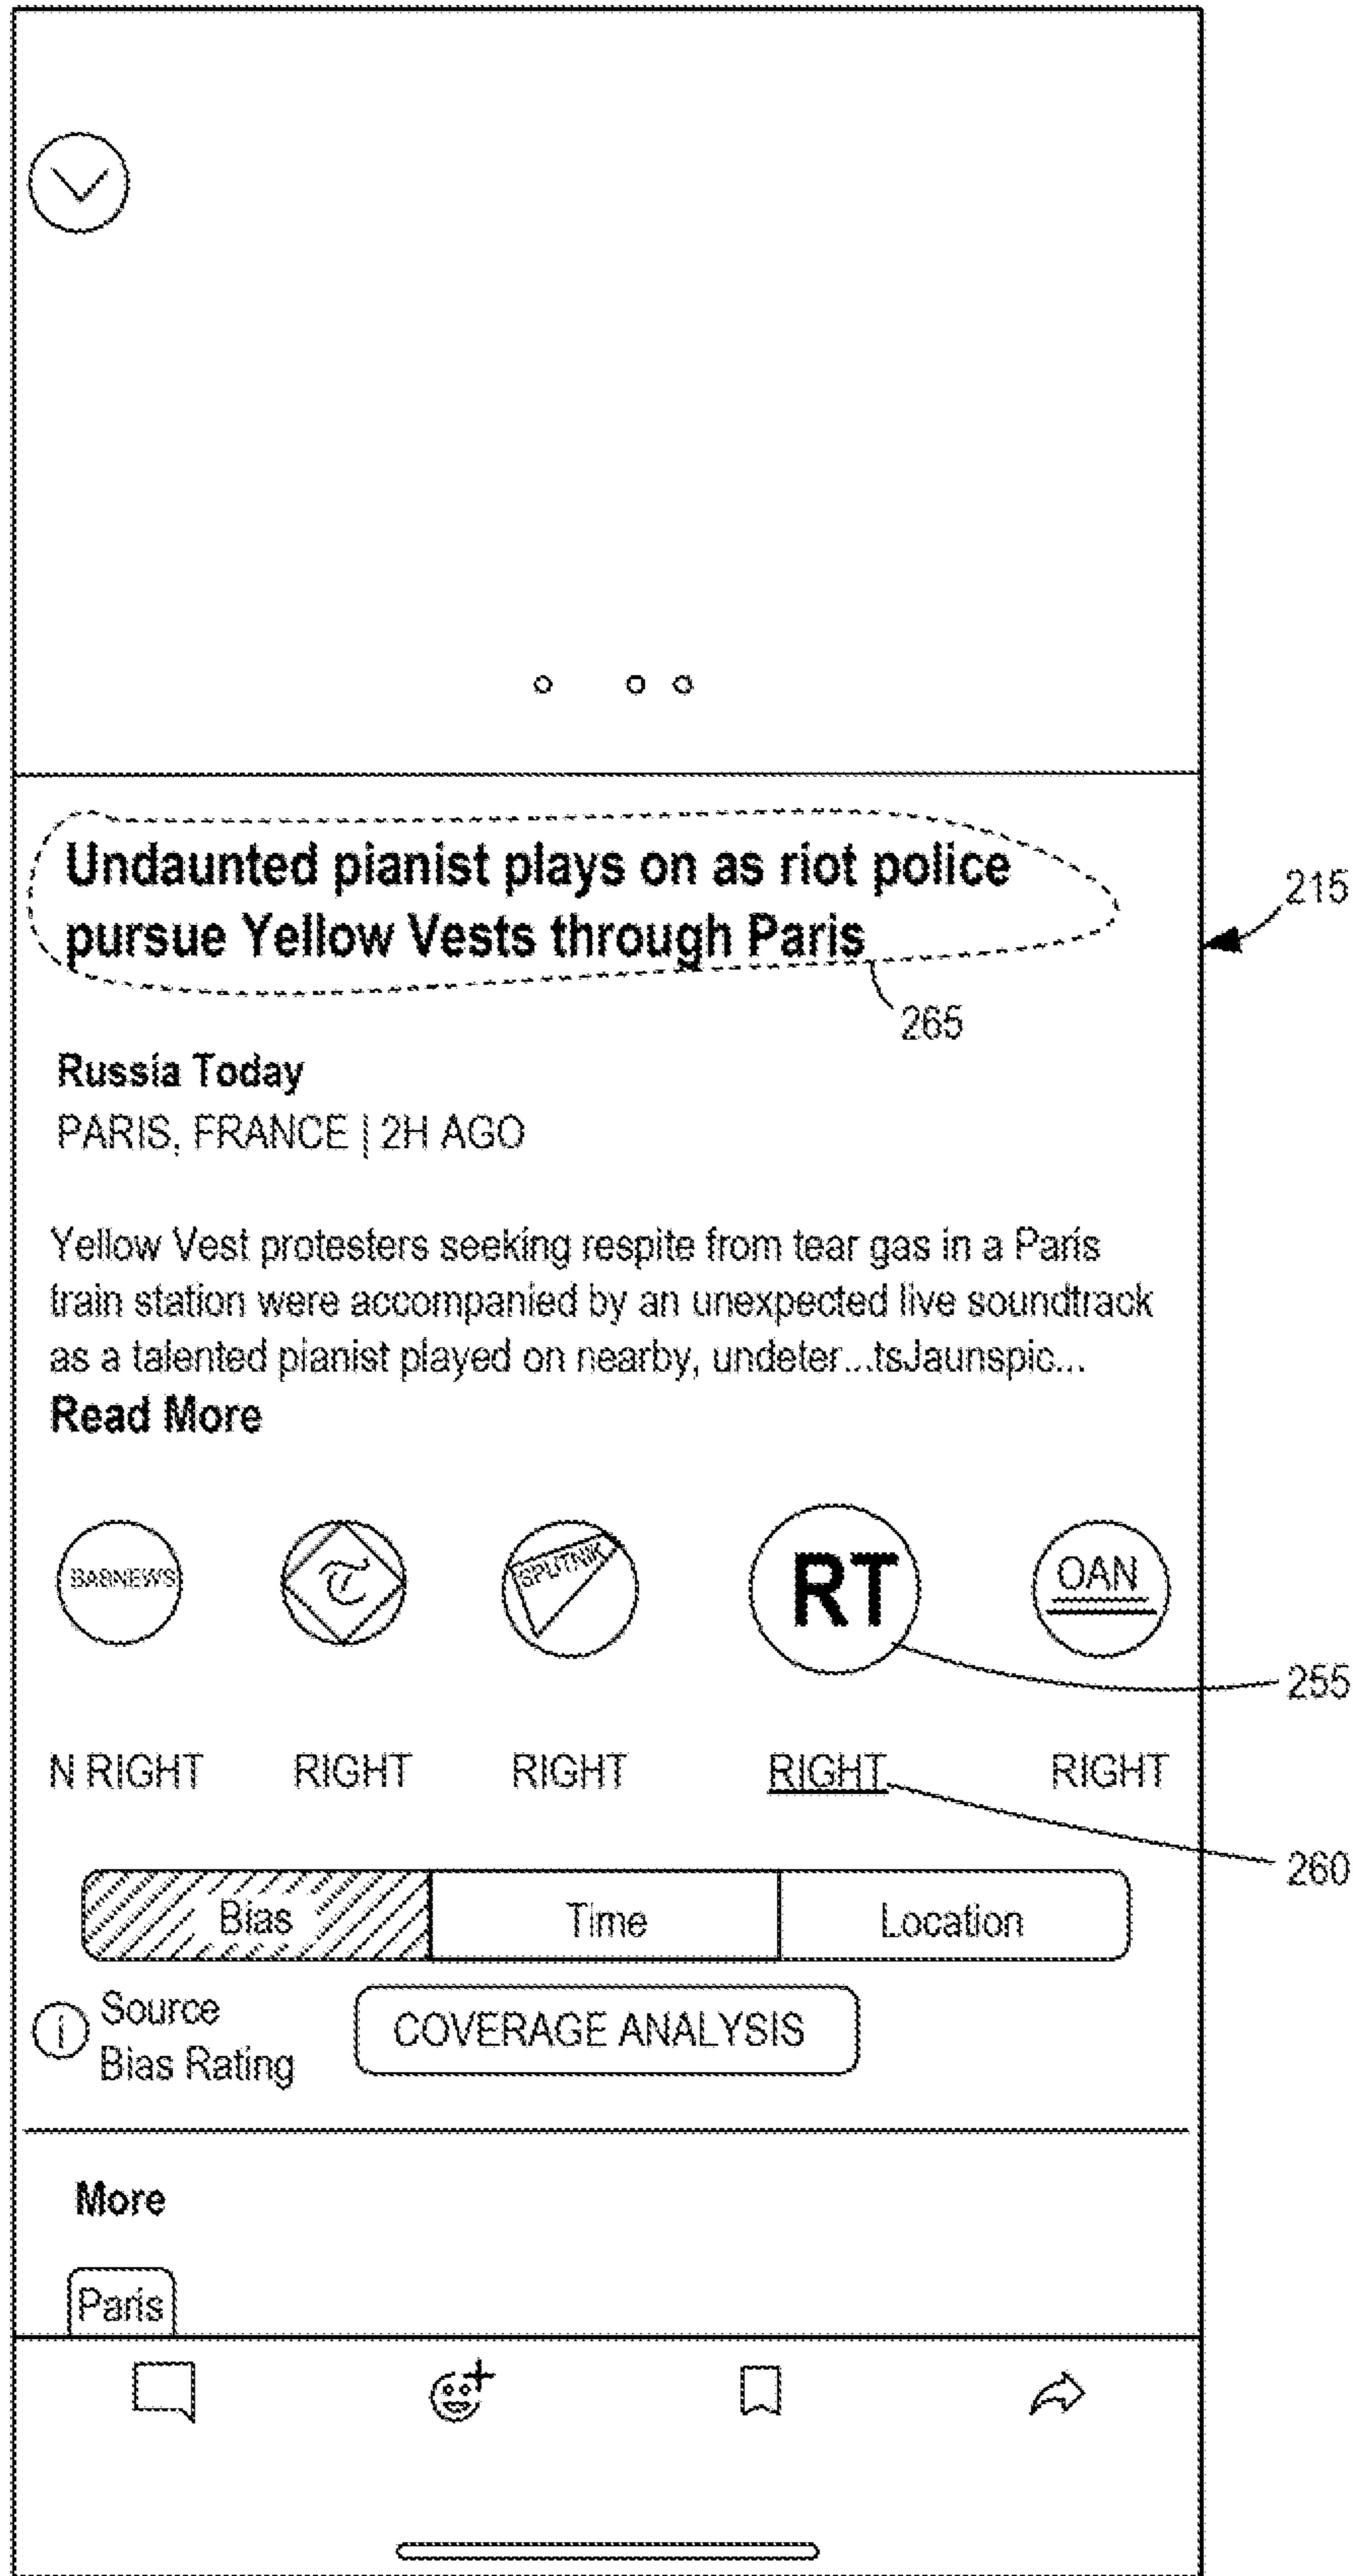 Undaunted pianist plays on as riot police
pursue Yellow Vests through Paris
215
265
Russia Today
PARIS, FRANCE | 2H AGO
Yellow Vest protesters seeking respite from tear gas in a Paris
train station were accompanied by an unexpected live soundtrack
as a talented pianist played on nearby, undeter...tsJaunspic...
Read More
BABNEWS
T
SPUTNIK
RT
OAN
255
N RIGHT RIGHT RIGHT RIGHT RIGHT
260
Bias Time Location
i Source
Bias Rating
COVERAGE ANALYSIS
More
Paris